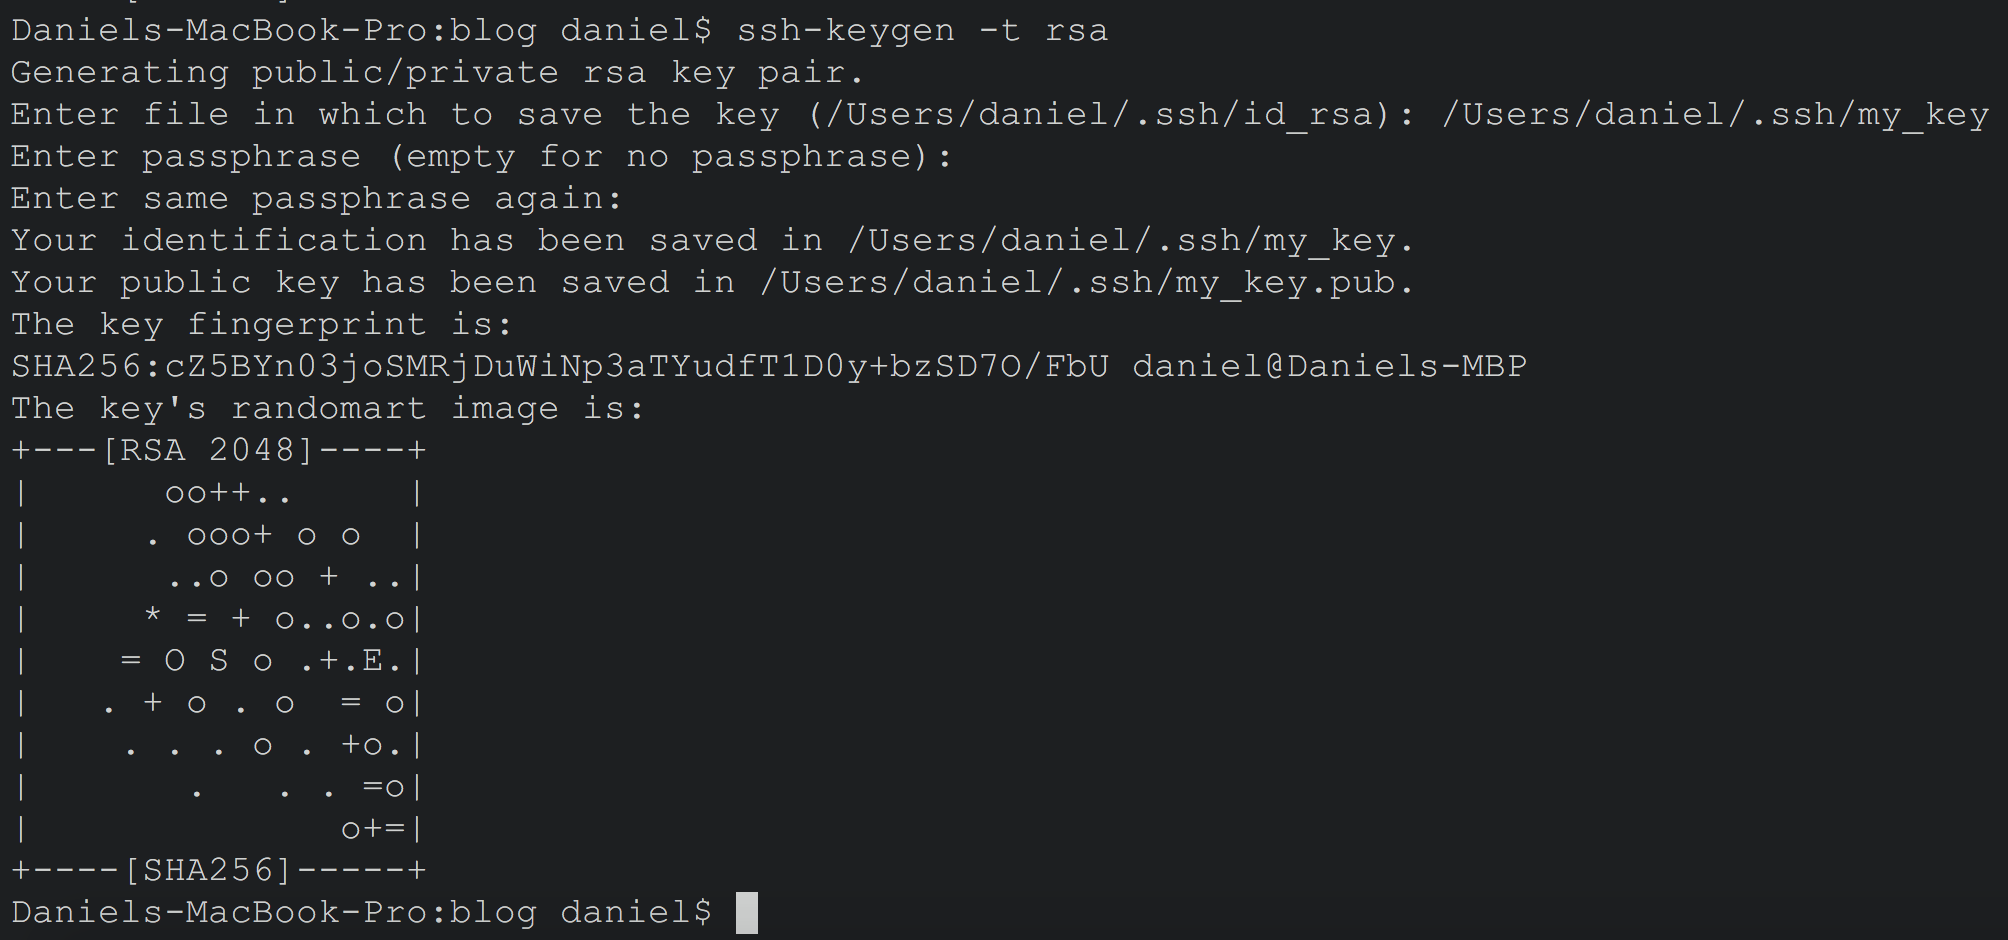 Daniels-MacBook-Pro:blog daniel$ ssh-keygen -t rsa
Generating public/private rsa key pair.
Enter file in which to save the key (/Users/daniel/.ssh/id_rsa): /Users/daniel/.ssh/my_key
Enter passphrase (empty for no passphrase):
Enter same passphrase again:
Your identification has been saved in /Users/daniel/.ssh/my_key.
Your public key has been saved in /Users/daniel/.ssh/my_key.pub.
The key fingerprint is:
SHA256:cZ5BYn03joSMRjDuWiNp3aTYudfT1D0y+bzSD7O/FbU daniel@Daniels-MBP
The key's randomart image is:
+---[RSA 2048]----+
|      oo++..     |
|     . ooo+ o o  |
|      ..o oo + ..|
|     * = + o..o.o|
|    = O S o .+.E.|
|   . + o . o  = o|
|    . . . o . +o.|
|       .   . . =o|
|              o+=|
+----[SHA256]-----+
Daniels-MacBook-Pro:blog daniel$